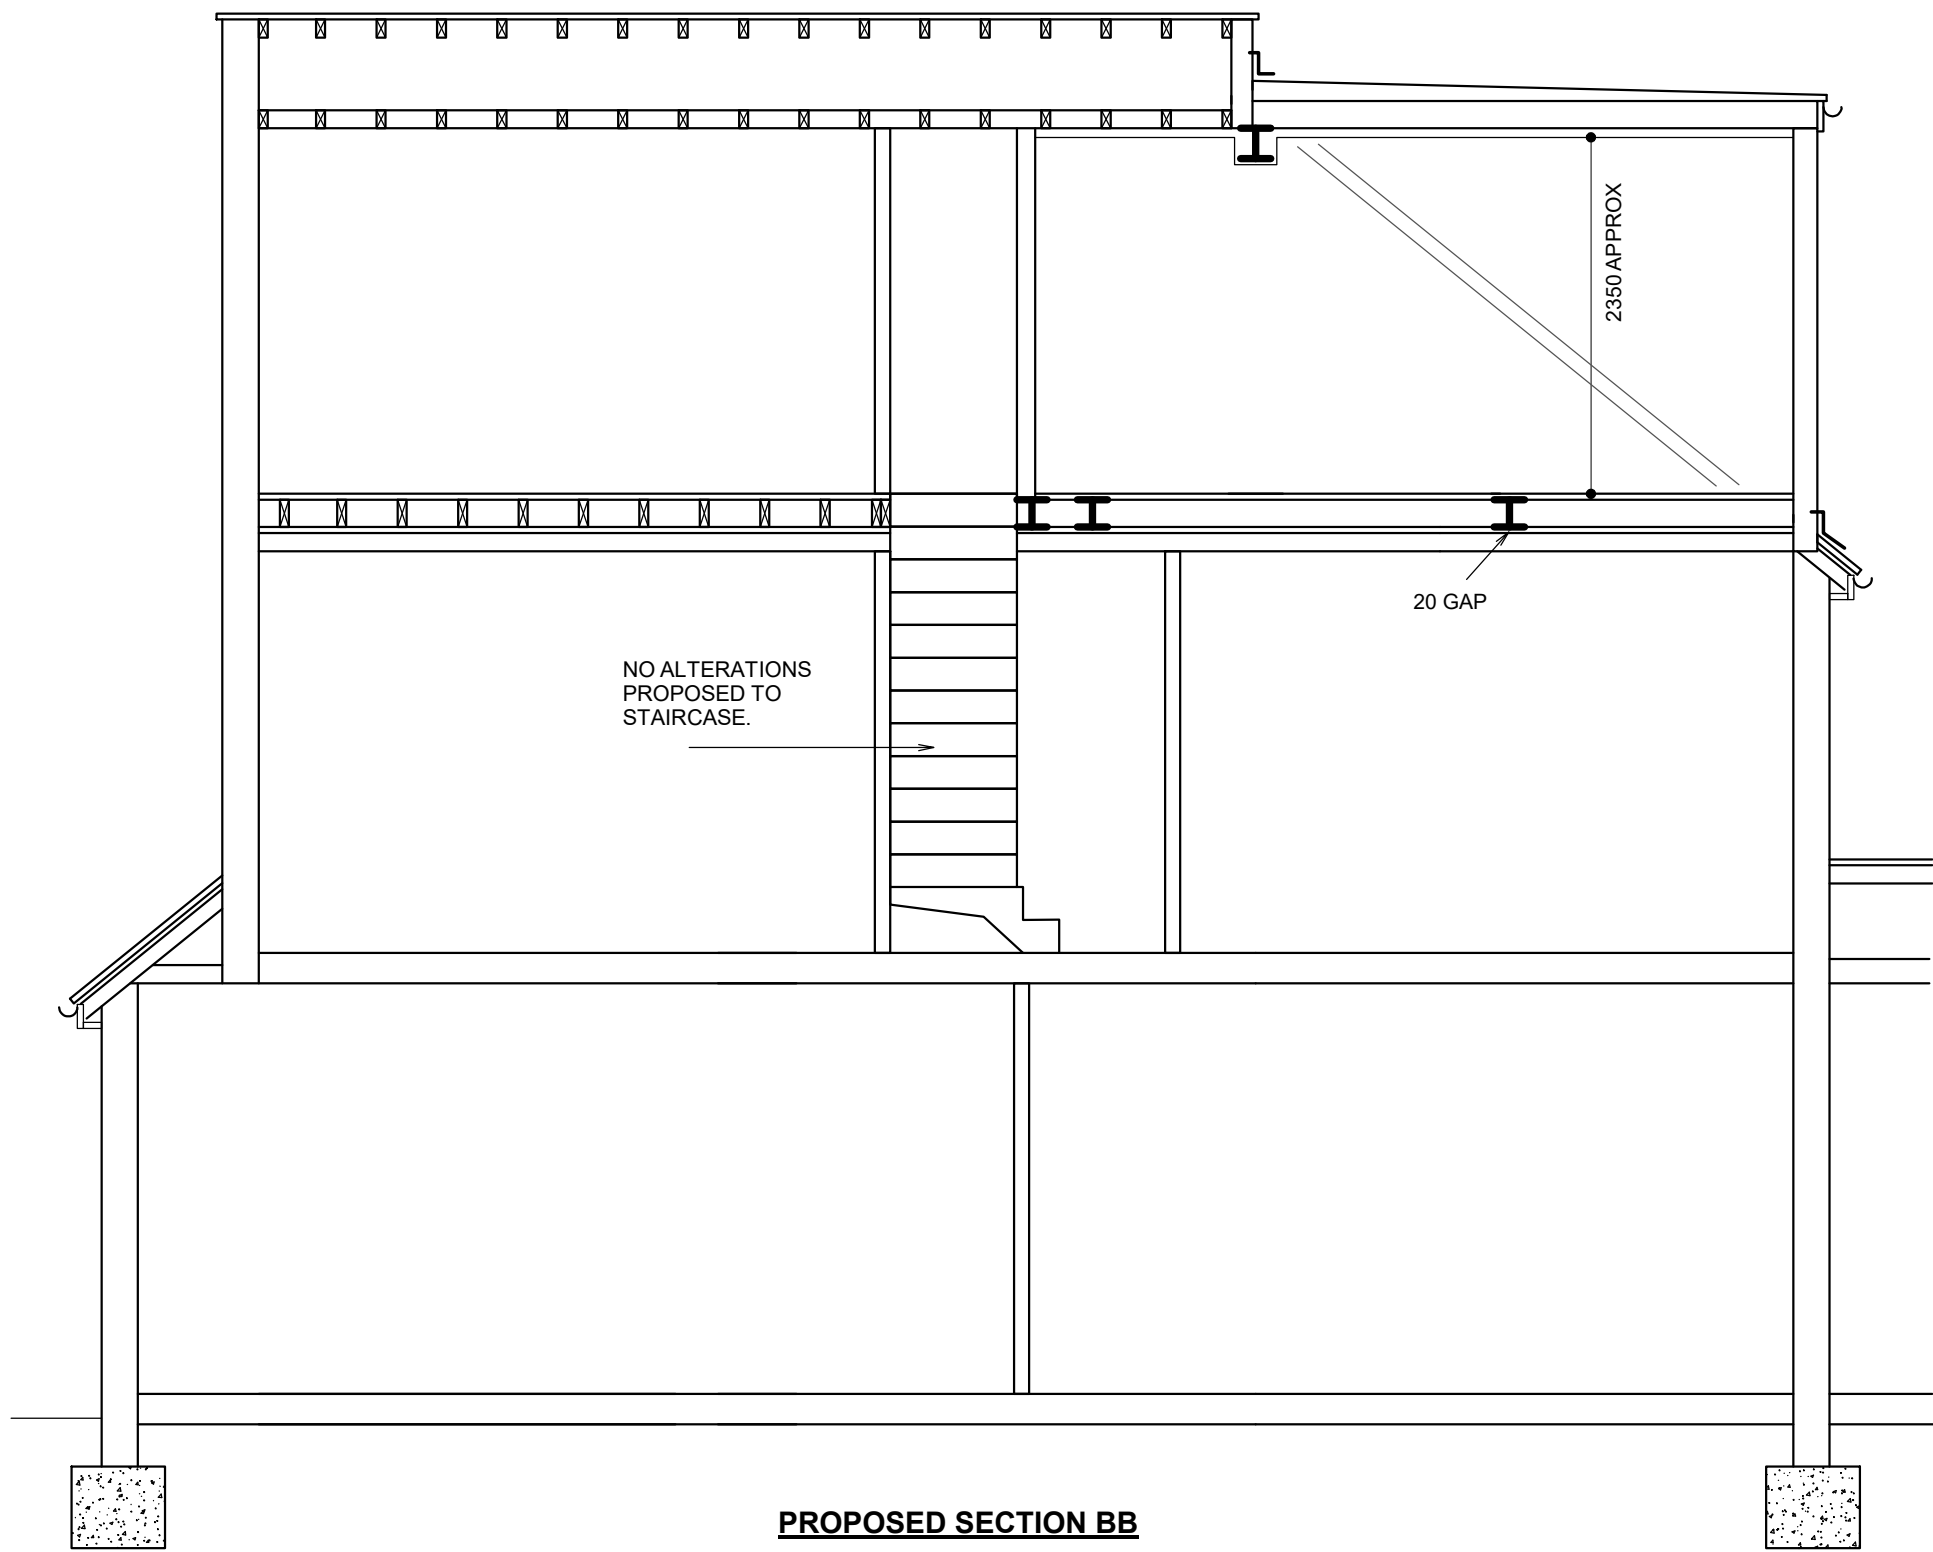 2350 APPROX
20 GAP
NO ALTERATIONS
PROPOSED TO
STAIRCASE.
PROPOSED SECTION BB